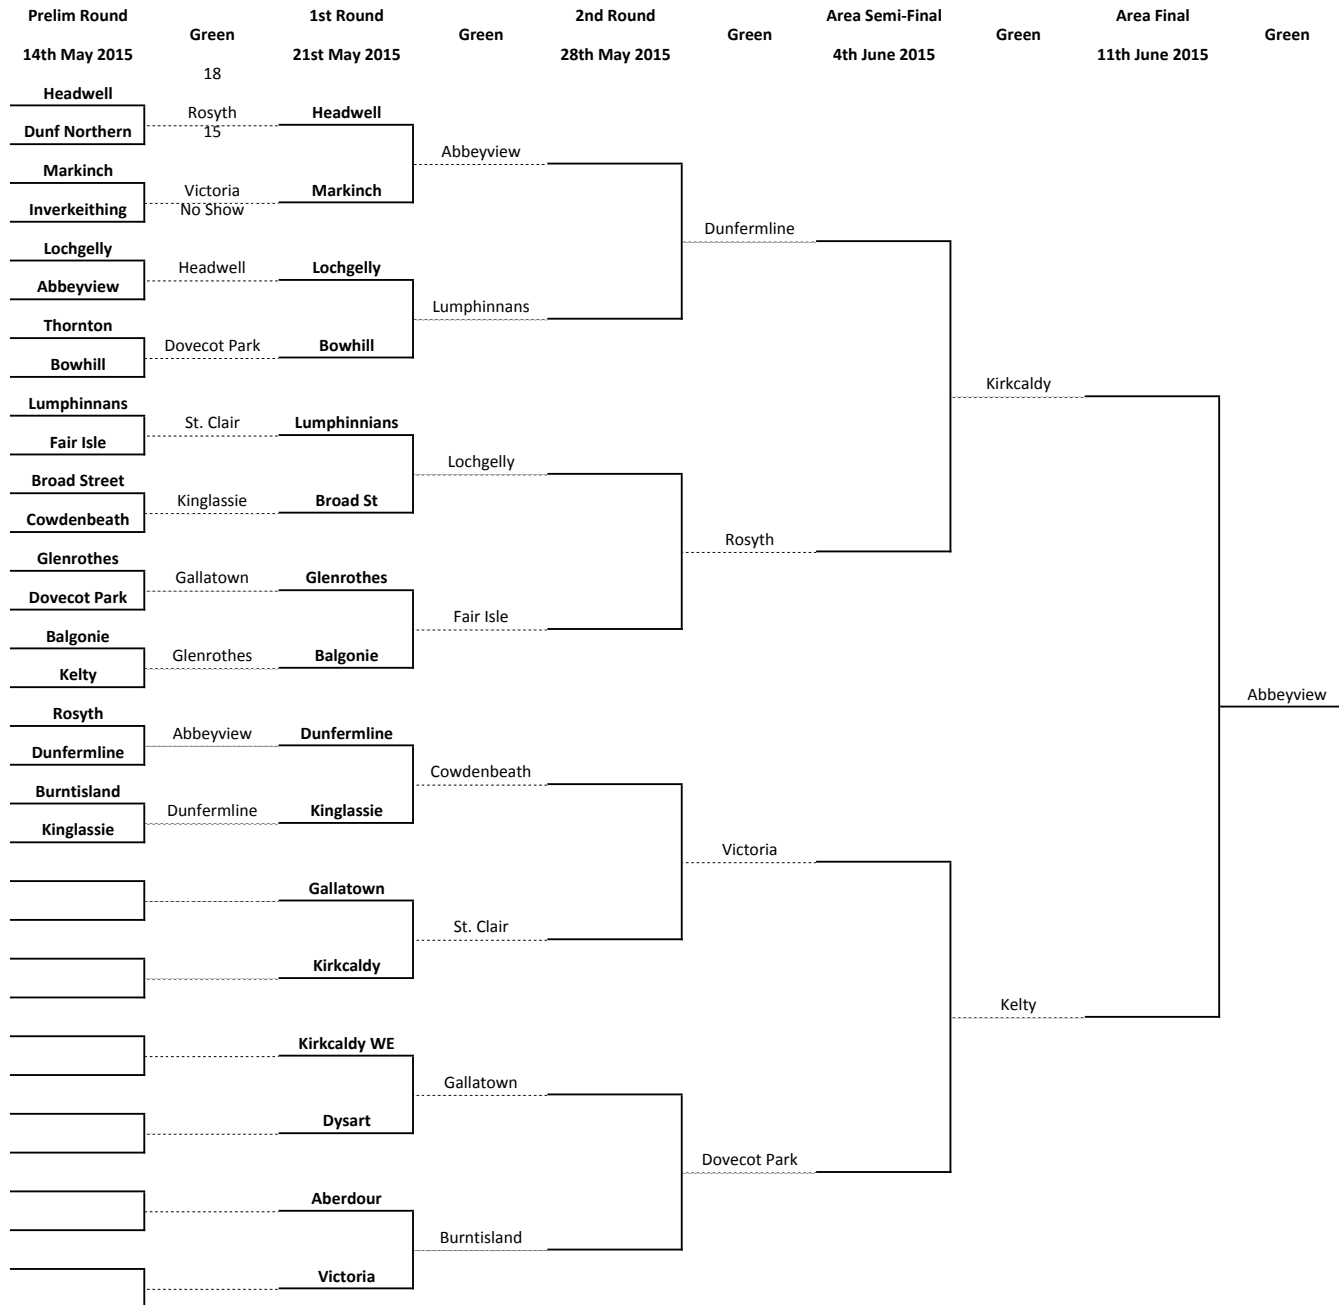 Prelim Round 1st Round 2nd Round Area Semi-Final Area Final
Green Green Green Green Green
14th May 2015 21st May 2015 28th May 2015 4th June 2015 11th June 2015
18
Headwell
Rosyth Headwell
Dunf Northern 15
Abbeyview
Markinch
Victoria Markinch
Inverkeithing No Show
Dunfermline
Lochgelly
Headwell Lochgelly
Abbeyview
Lumphinnans
Thornton
Dovecot Park Bowhill
Bowhill
Kirkcaldy
Lumphinnans
St. Clair Lumphinnians
Fair Isle
Lochgelly
Broad Street
Kinglassie Broad St
Cowdenbeath
Rosyth
Glenrothes
Gallatown Glenrothes
Dovecot Park
Fair Isle
Balgonie
Glenrothes Balgonie
Kelty
Abbeyview
Rosyth
Abbeyview Dunfermline
Dunfermline
Cowdenbeath
Burntisland
Dunfermline Kinglassie
Kinglassie
Victoria
Gallatown
St. Clair
Kirkcaldy
Kelty
Kirkcaldy WE
Gallatown
Dysart
Dovecot Park
Aberdour
Burntisland
Victoria